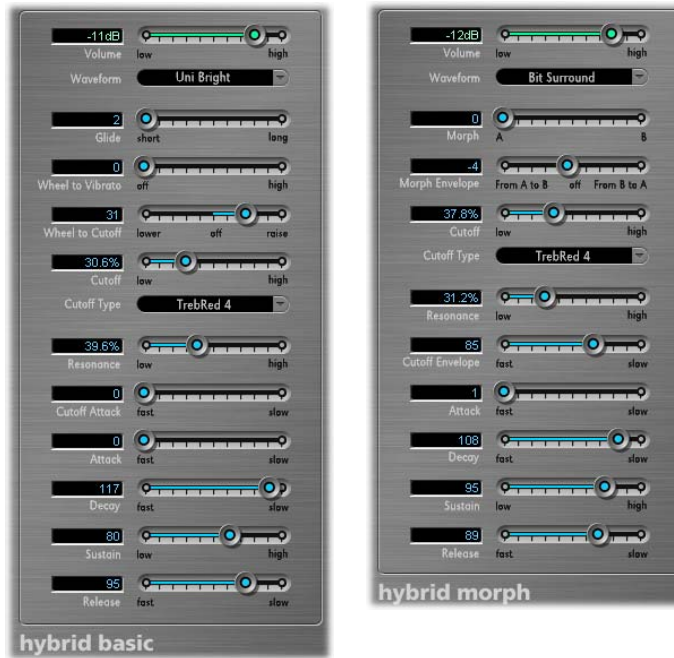 -11dB
Volume low high
Waveform Uni Bright
2
Glide short long
0
Wheel to Vibrato off high
31
Wheel to Cutoff lower off raise
30.6%
Cutoff low high
Cutoff Type TrebRed 4
39.6%
Resonance low high
0
Cutoff Attack fast slow
0
Attack fast slow
117
Decay fast slow
80
Sustain low high
95
Release fast slow
hybrid basic
-12dB
Volume low high
Waveform Bit Surround
0
Morph A B
-4
Morph Envelope From A to B off From B to A
37.8%
Cutoff low high
Cutoff Type TrebRed 4
31.2%
Resonance low high
85
Cutoff Envelope fast slow
1
Attack fast slow
108
Decay fast slow
95
Sustain low high
89
Release fast slow
hybrid morph